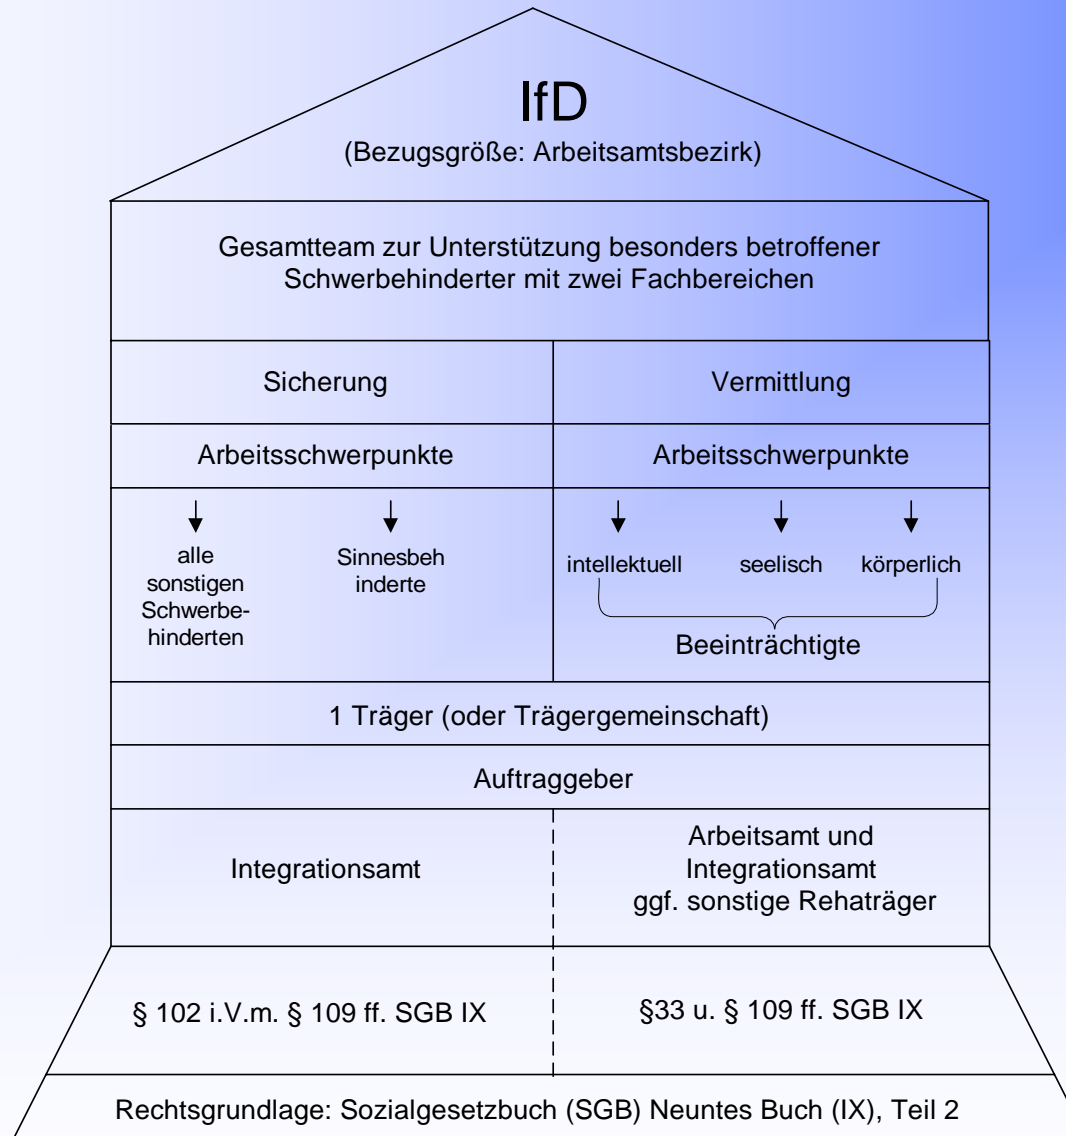 IfD
(Bezugsgröße: Arbeitsamtsbezirk)
Gesamtteam zur Unterstützung besonders betroffener
Schwerbehinderter mit zwei Fachbereichen
Sicherung
Vermittlung
Arbeitsschwerpunkte
Arbeitsschwerpunkte
alle
sonstigen
Schwerbe-
hinderten
Sinnesbeh
inderte
intellektuell
seelisch
körperlich
Beeinträchtigte
1 Träger (oder Trägergemeinschaft)
Auftraggeber
Integrationsamt
Arbeitsamt und
Integrationsamt
ggf. sonstige Rehaträger
§ 102 i.V.m. § 109 ff. SGB IX
§33 u. § 109 ff. SGB IX
Rechtsgrundlage: Sozialgesetzbuch (SGB) Neuntes Buch (IX), Teil 2